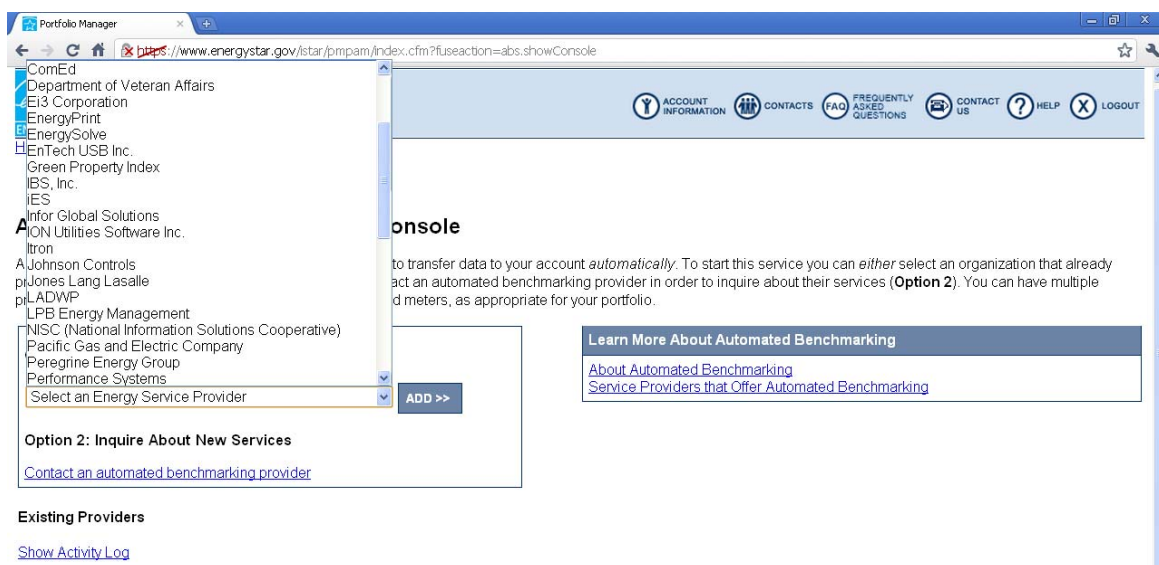 Portfolio Manager
https://www.energystar.gov/istar/pmpam/index.cfm?fuseaction=abs.showConsole
ACCOUNT INFORMATION
CONTACTS
FAQ FREQUENTLY ASKED QUESTIONS
CONTACT US
? HELP
X LOGOUT
ComEd
Department of Veteran Affairs
Ei3 Corporation
EnergyPrint
EnergySolve
EnTech USB Inc.
Green Property Index
IBS, Inc.
iES
Infor Global Solutions
ION Utilities Software Inc.
Itron
Johnson Controls
Jones Lang Lasalle
LADWP
LPB Energy Management
NISC (National Information Solutions Cooperative)
Pacific Gas and Electric Company
Peregrine Energy Group
Performance Systems
Select an Energy Service Provider
ADD >>
onsole
to transfer data to your account automatically. To start this service you can either select an organization that already
act an automated benchmarking provider in order to inquire about their services (Option 2). You can have multiple
d meters, as appropriate for your portfolio.
Option 2: Inquire About New Services
Contact an automated benchmarking provider
Learn More About Automated Benchmarking
About Automated Benchmarking
Service Providers that Offer Automated Benchmarking
Existing Providers
Show Activity Log